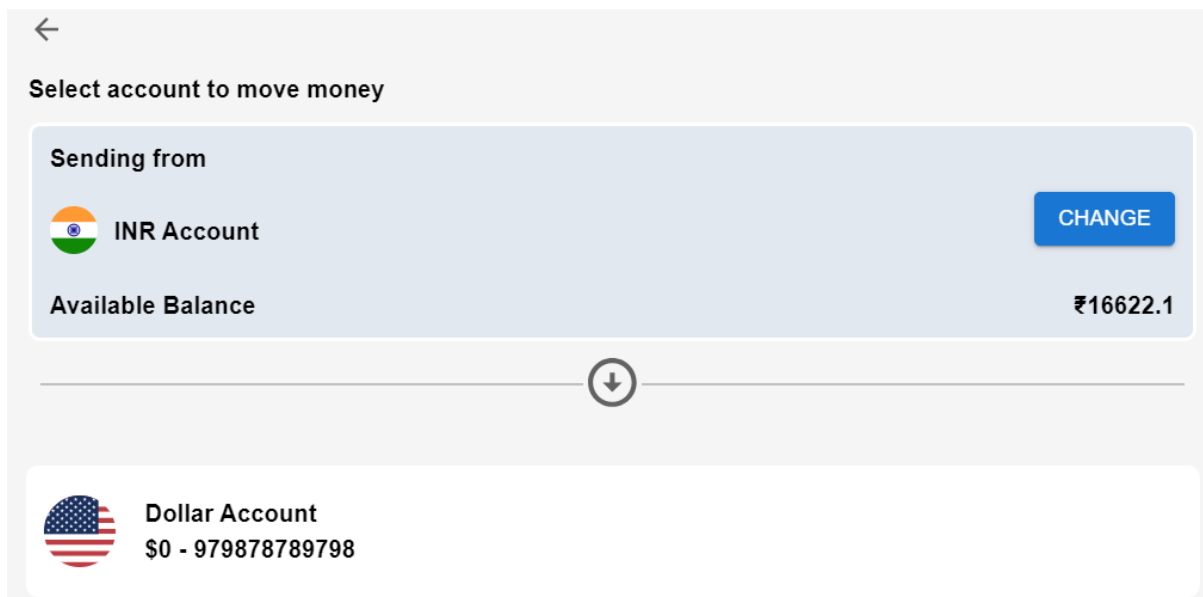 Select account to move money
Sending from
INR Account
CHANGE
Available Balance
₹16622.1
Dollar Account
$0 - 979878789798